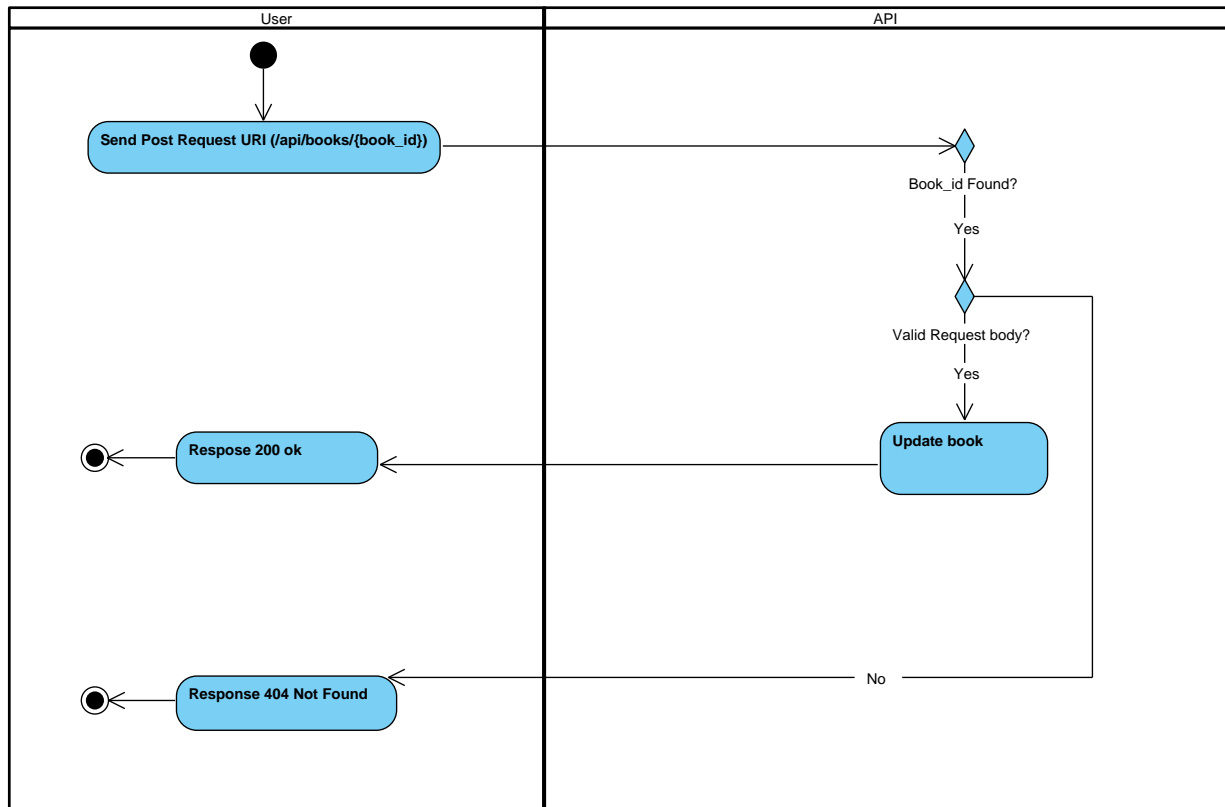 User
API
Send Post Request URI (/api/books/{book_id})
Book_id Found?
Yes
Valid Request body?
Yes
Respose 200 ok
Update book
No
Response 404 Not Found